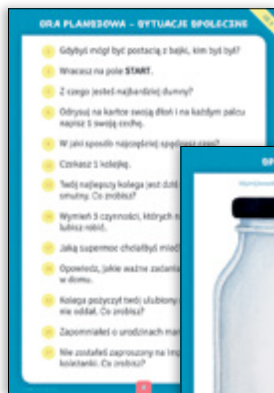 GRA PLANSZOWA – SYTUACJE SPOŁECZNE
Gdybyś mógł być postacią z bajki, kim byś był?
Wracasz na pole START.
Z czego jesteś najbardziej dumny?
Odrysuj na kartce swoją dłoń i na każdym palcu
napisz 1 swoją cechę.
W jaki sposób najczęściej spędzasz czas?
Czekasz 1 kolejkę.
Twój najlepszy kolega jest dziś
smutny. Co zrobisz?
Wymień 3 czynności, których n
lubisz robić.
Jaką supermoc chciałbyś mieć
Opowiedz, jakie ważne zadania
w domu.
Kolega pożyczył twój ulubiony
nie oddał. Co zrobisz?
Zapomniałeś o urodzinach mam
Nie zostałeś zaproszony na imp
koleżanki. Co zrobisz?